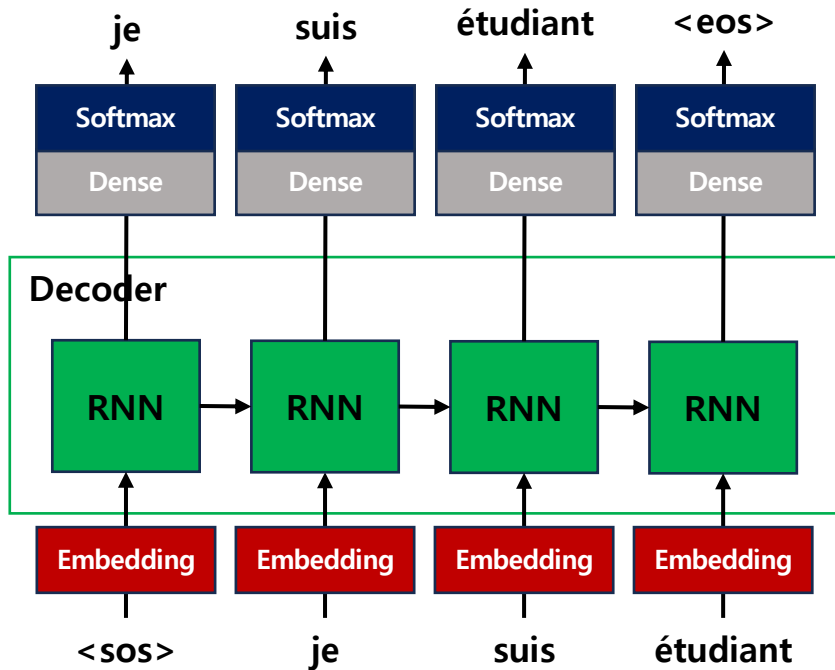 je suis étudiant <eos>
Softmax Softmax Softmax Softmax
Dense Dense Dense Dense
Decoder
RNN RNN RNN RNN
Embedding Embedding Embedding Embedding
<sos> je suis étudiant